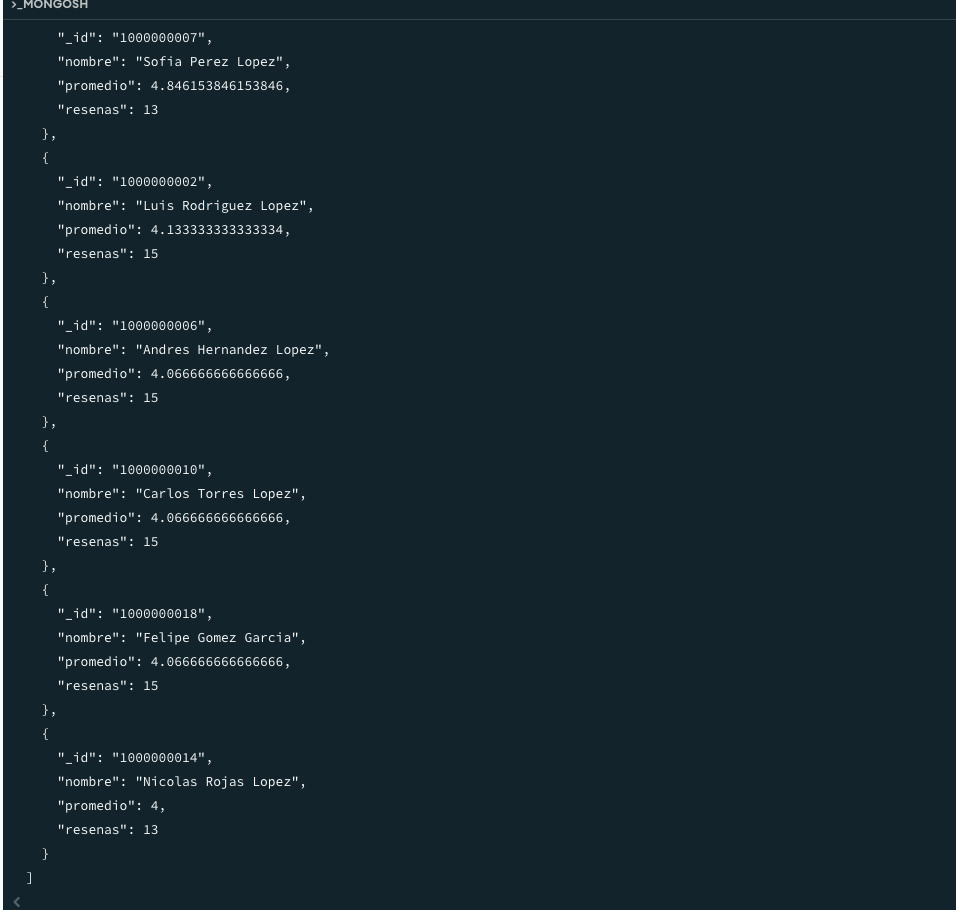 >_MONGOSH
"_id": "1000000007",
"nombre": "Sofia Perez Lopez",
"promedio": 4.846153846153846,
"resenas": 13
},
{
"_id": "1000000002",
"nombre": "Luis Rodriguez Lopez",
"promedio": 4.133333333333334,
"resenas": 15
},
{
"_id": "1000000006",
"nombre": "Andres Hernandez Lopez",
"promedio": 4.066666666666666,
"resenas": 15
},
{
"_id": "1000000010",
"nombre": "Carlos Torres Lopez",
"promedio": 4.066666666666666,
"resenas": 15
},
{
"_id": "1000000018",
"nombre": "Felipe Gomez Garcia",
"promedio": 4.066666666666666,
"resenas": 15
},
{
"_id": "1000000014",
"nombre": "Nicolas Rojas Lopez",
"promedio": 4,
"resenas": 13
}
]
<